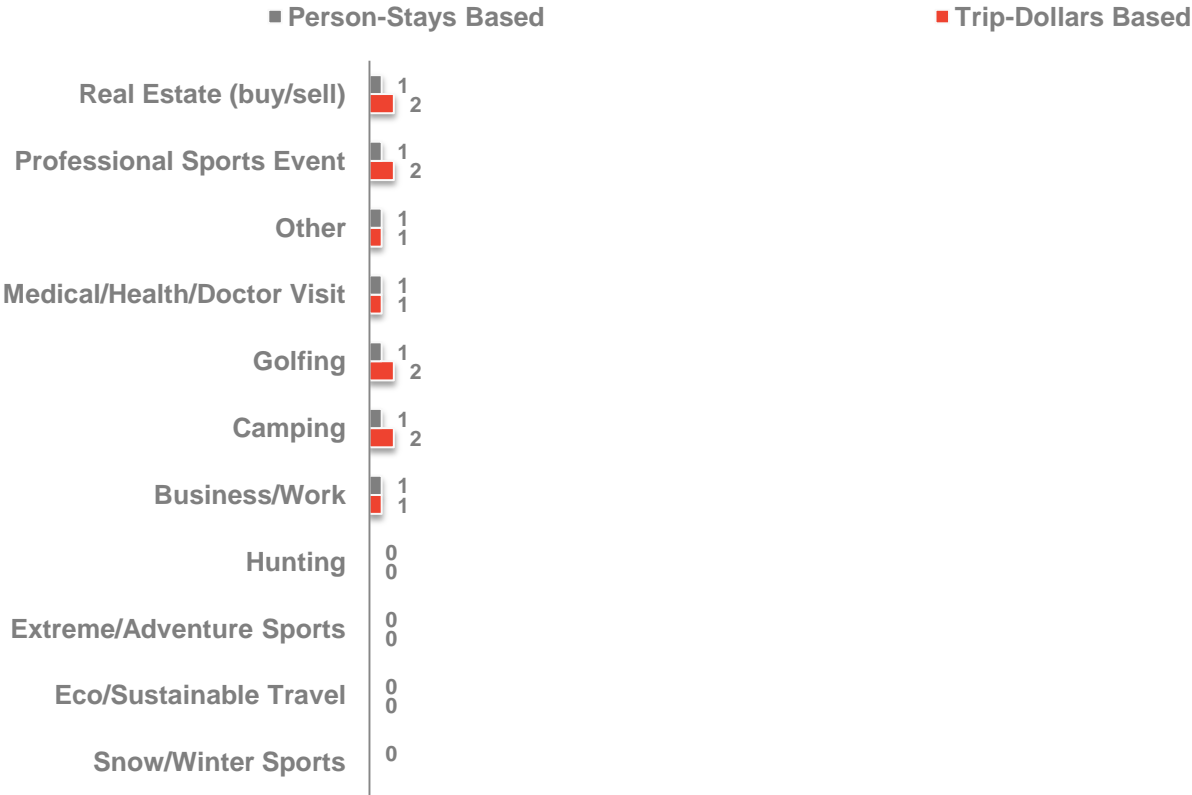 Person-Stays Based Trip-Dollars Based
Real Estate (buy/sell) 1
2
Professional Sports Event 1
2
Other 1
1
Medical/Health/Doctor Visit 1
1
Golfing 1
2
Camping 1
2
Business/Work 1
1
Hunting 0
0
Extreme/Adventure Sports 0
0
Eco/Sustainable Travel 0
0
Snow/Winter Sports 0